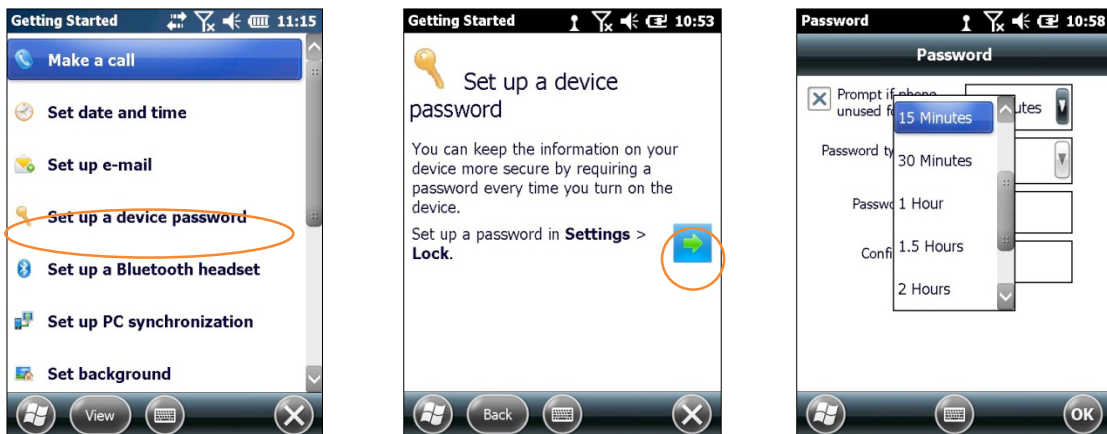 Getting Started 11:15
Make a call
Set date and time
Set up e-mail
Set up a device password
Set up a Bluetooth headset
Set up PC synchronization
Set background
View
Getting Started 10:53
Set up a device
password
You can keep the information on your
device more secure by requiring a
password every time you turn on the
device.
Set up a password in Settings >
Lock.
Back
Password 10:58
Password
Prompt if phone
unused f utes
15 Minutes
Password ty
30 Minutes
Passwo
1 Hour
Confi
1.5 Hours
2 Hours
OK